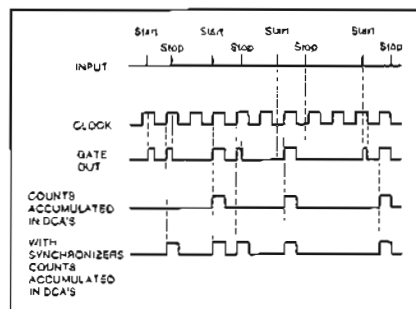 Start Start Start Start
Stop Stop Stop Stop
INPUT
CLOCK
GATE
OUT
COUNTS
ACCUMULATED
IN DCA'S
WITH
SYNCHRONIZERS
COUNTS
ACCUMULATED
IN DCA'S